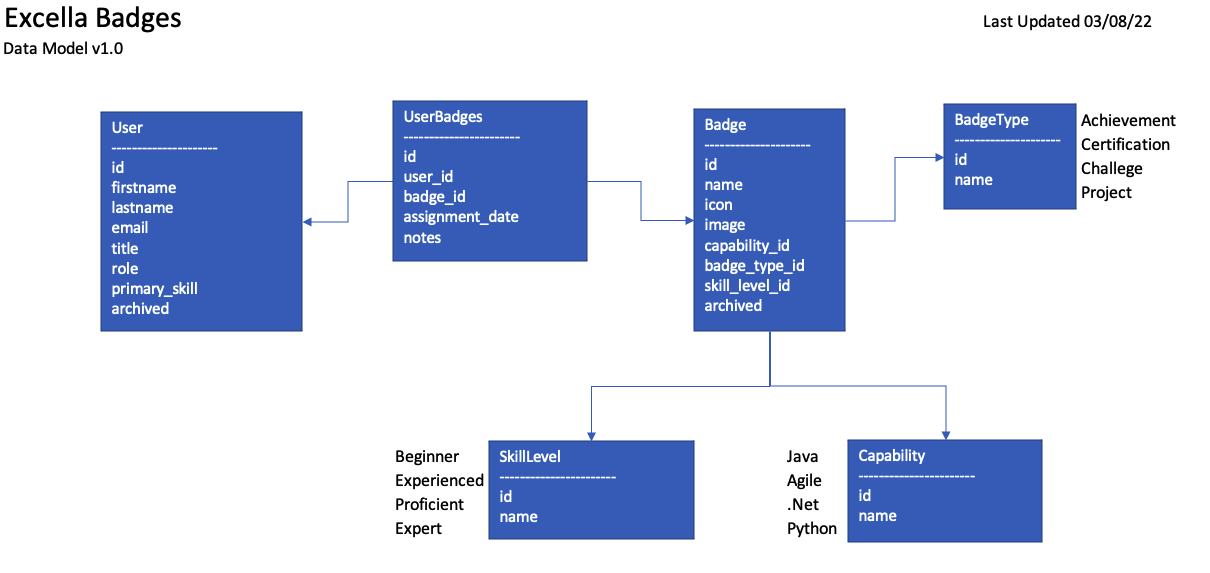 Excella Badges
Last Updated 03/08/22
Data Model v1.0
User
---------------------
id
firstname
lastname
email
title
role
primary_skill
archived
UserBadges
-----------------------
id
user_id
badge_id
assignment_date
notes
Badge
---------------------
id
name
icon
image
capability_id
badge_type_id
skill_level_id
archived
BadgeType
---------------------
id
name
Achievement
Certification
Challege
Project
Beginner
Experienced
Proficient
Expert
SkillLevel
-----------------------
id
name
Java
Agile
.Net
Python
Capability
-----------------------
id
name